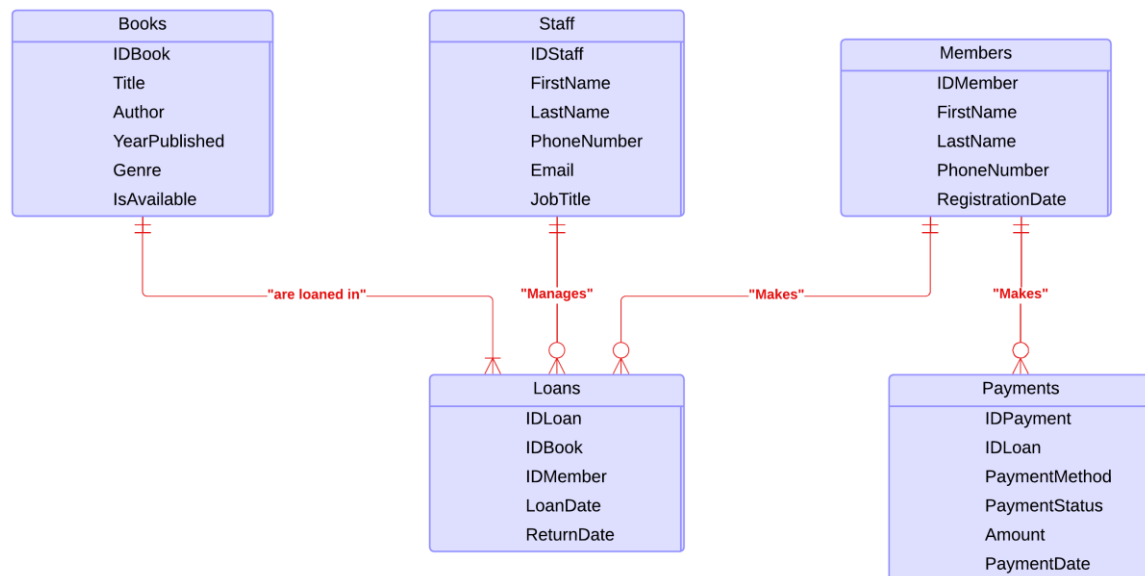 Books
IDBook
Title
Author
YearPublished
Genre
IsAvailable
Staff
IDStaff
FirstName
LastName
PhoneNumber
Email
JobTitle
Members
IDMember
FirstName
LastName
PhoneNumber
RegistrationDate
"are loaned in"
"Manages"
"Makes"
"Makes"
Loans
IDLoan
IDBook
IDMember
LoanDate
ReturnDate
Payments
IDPayment
IDLoan
PaymentMethod
PaymentStatus
Amount
PaymentDate